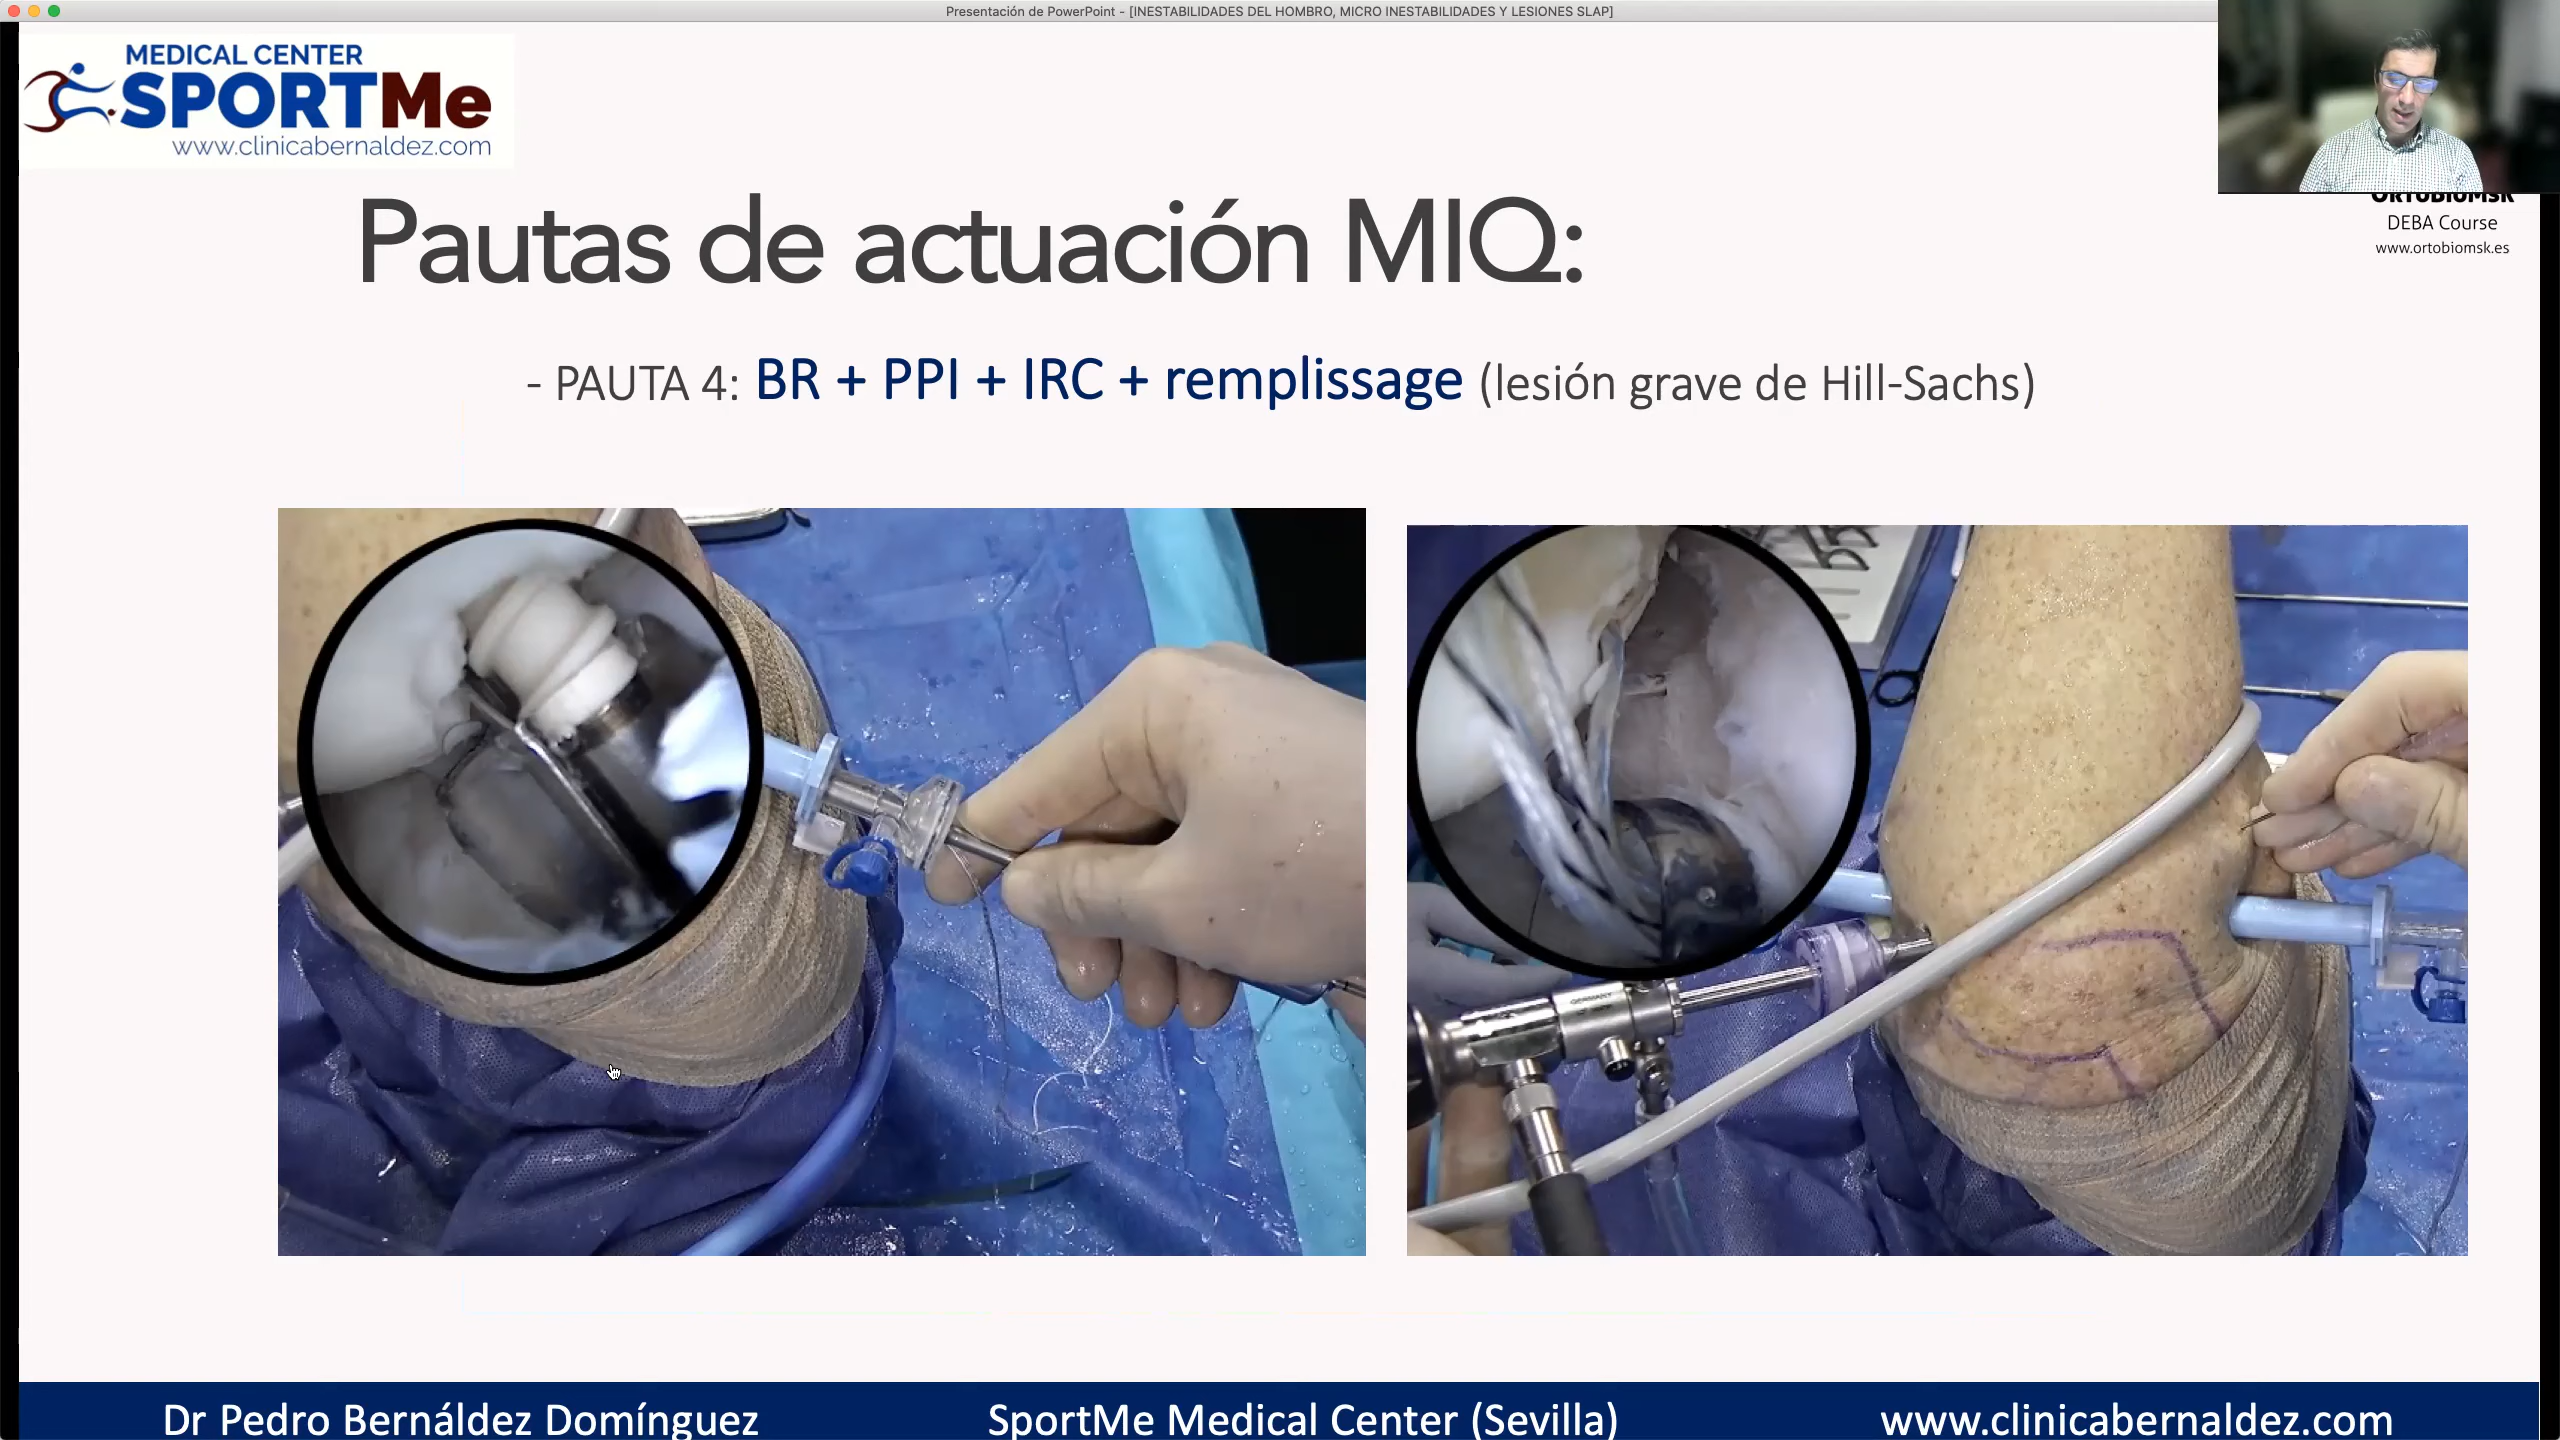 Presentación de PowerPoint - [INESTABILIDADES DEL HOMBRO, MICRO INESTABILIDADES Y LESIONES SLAP]
MEDICAL CENTER
SPORTMe
www.clinicabernaldez.com
ORTOBIOMSK
DEBA Course
www.ortobiomsk.es
Pautas de actuación MIQ:
- PAUTA 4: BR + PPI + IRC + remplissage (lesión grave de Hill-Sachs)
GERMANY
Dr Pedro Bernáldez Domínguez
SportMe Medical Center (Sevilla)
www.clinicabernaldez.com